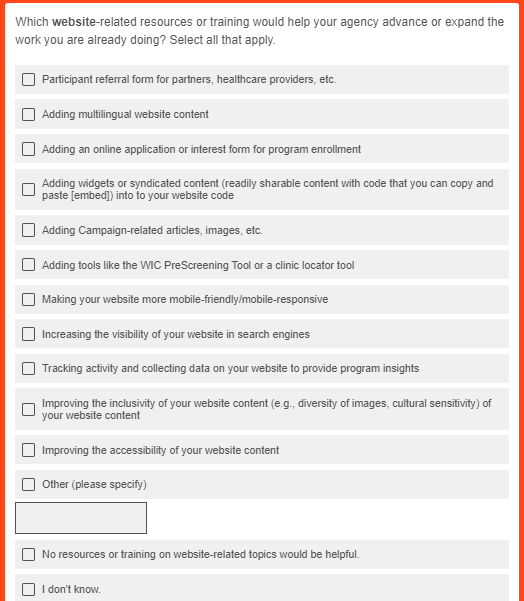 Which website-related resources or training would help your agency advance or expand the
work you are already doing? Select all that apply.
Participant referral form for partners, healthcare providers, etc.
Adding multilingual website content
Adding an online application or interest form for program enrollment
Adding widgets or syndicated content (readily sharable content with code that you can copy and
paste [embed]) into to your website code
Adding Campaign-related articles, images, etc.
Adding tools like the WIC PreScreening Tool or a clinic locator tool
Making your website more mobile-friendly/mobile-responsive
Increasing the visibility of your website in search engines
Tracking activity and collecting data on your website to provide program insights
Improving the inclusivity of your website content (e.g., diversity of images, cultural sensitivity) of
your website content
Improving the accessibility of your website content
Other (please specify)
No resources or training on website-related topics would be helpful.
I don't know.